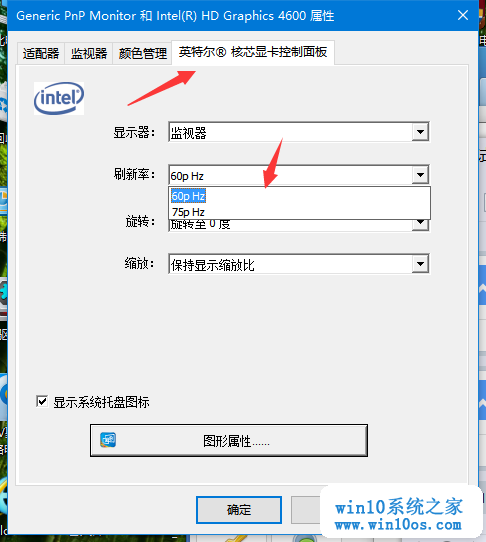 Generic PnP Monitor 和 Intel(R) HD Graphics 4600 属性
适配器 监视器 颜色管理 英特尔® 核芯显卡控制面板
intel
显示器： 监视器
刷新率： 60p Hz
60p Hz
75p Hz
旋转： 旋转至 0 度
缩放： 保持显示缩放比
显示系统托盘图标
图形属性......
确定
win10系统之家
www.win10os.com